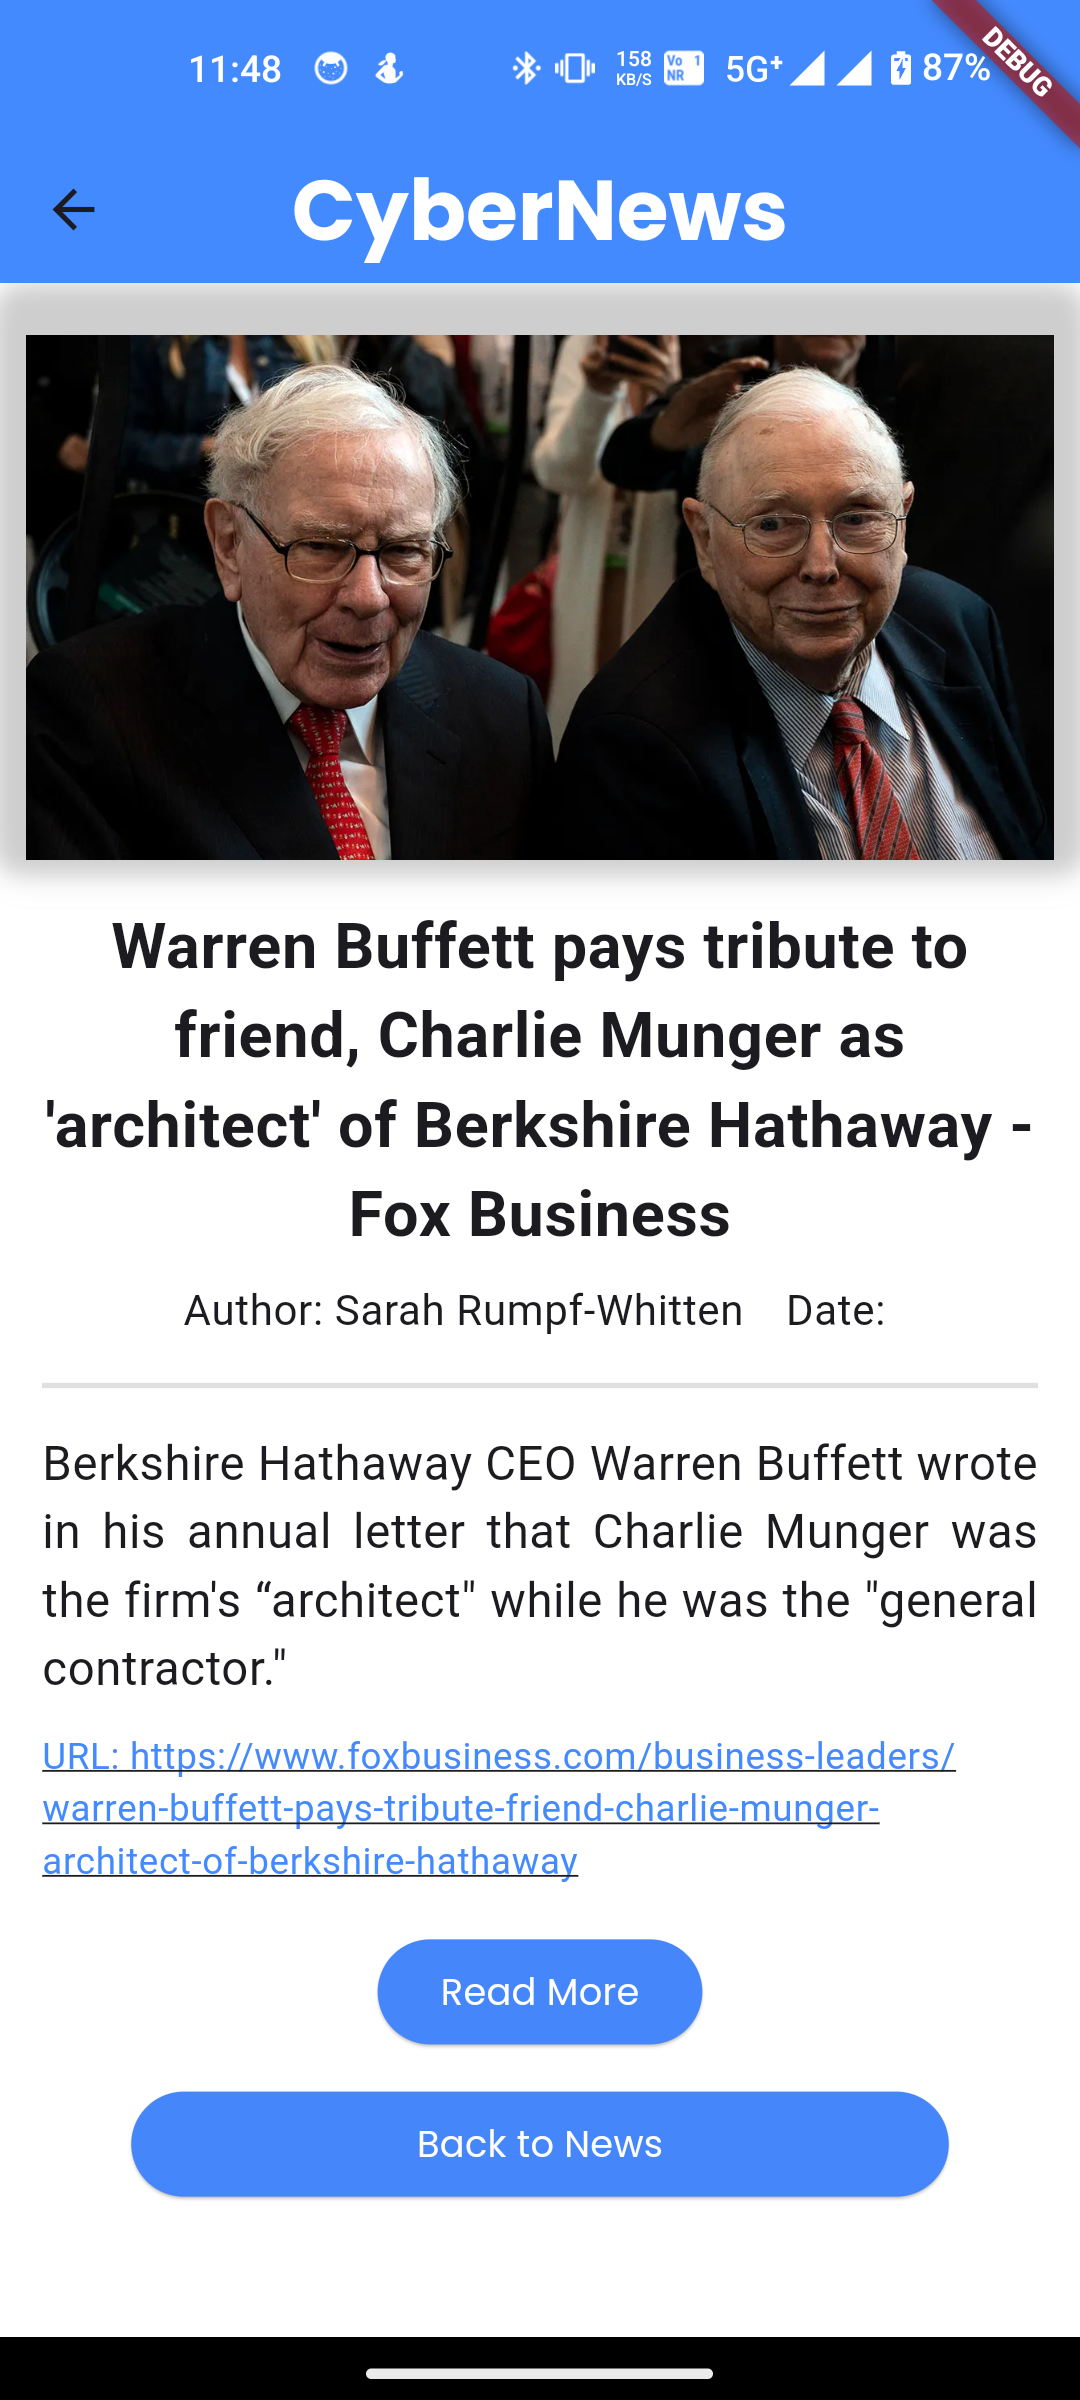 11:48 158 KB/S Vo 1 NR 5G+ 87%
DEBUG
CyberNews
Warren Buffett pays tribute to
friend, Charlie Munger as
'architect' of Berkshire Hathaway -
Fox Business
Author: Sarah Rumpf-Whitten Date:
Berkshire Hathaway CEO Warren Buffett wrote
in his annual letter that Charlie Munger was
the firm's “architect" while he was the "general
contractor."
URL: https://www.foxbusiness.com/business-leaders/
warren-buffett-pays-tribute-friend-charlie-munger-
architect-of-berkshire-hathaway
Read More
Back to News